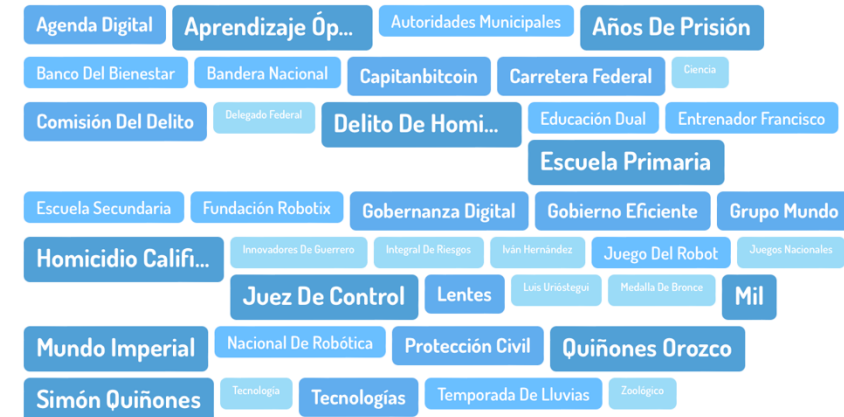 Agenda Digital Aprendizaje Óp... Autoridades Municipales Años De Prisión
Banco Del Bienestar Bandera Nacional Capitanbitcoin Carretera Federal Ciencia
Comisión Del Delito Delegado Federal Delito De Homi... Educación Dual Entrenador Francisco
Escuela Primaria
Escuela Secundaria Fundación Robotix Gobernanza Digital Gobierno Eficiente Grupo Mundo
Homicidio Califi... Innovadores De Guerrero Integral De Riesgos Iván Hernández Juego Del Robot Juegos Nacionales
Juez De Control Lentes Luis Urióstegui Medalla De Bronce Mil
Mundo Imperial Nacional De Robótica Protección Civil Quiñones Orozco
Simón Quiñones Tecnología Tecnologías Temporada De Lluvias Zoológico